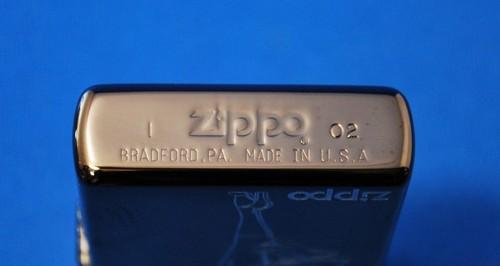 I zippo 02
BRADFORD, PA. MADE IN U.S.A
zippo